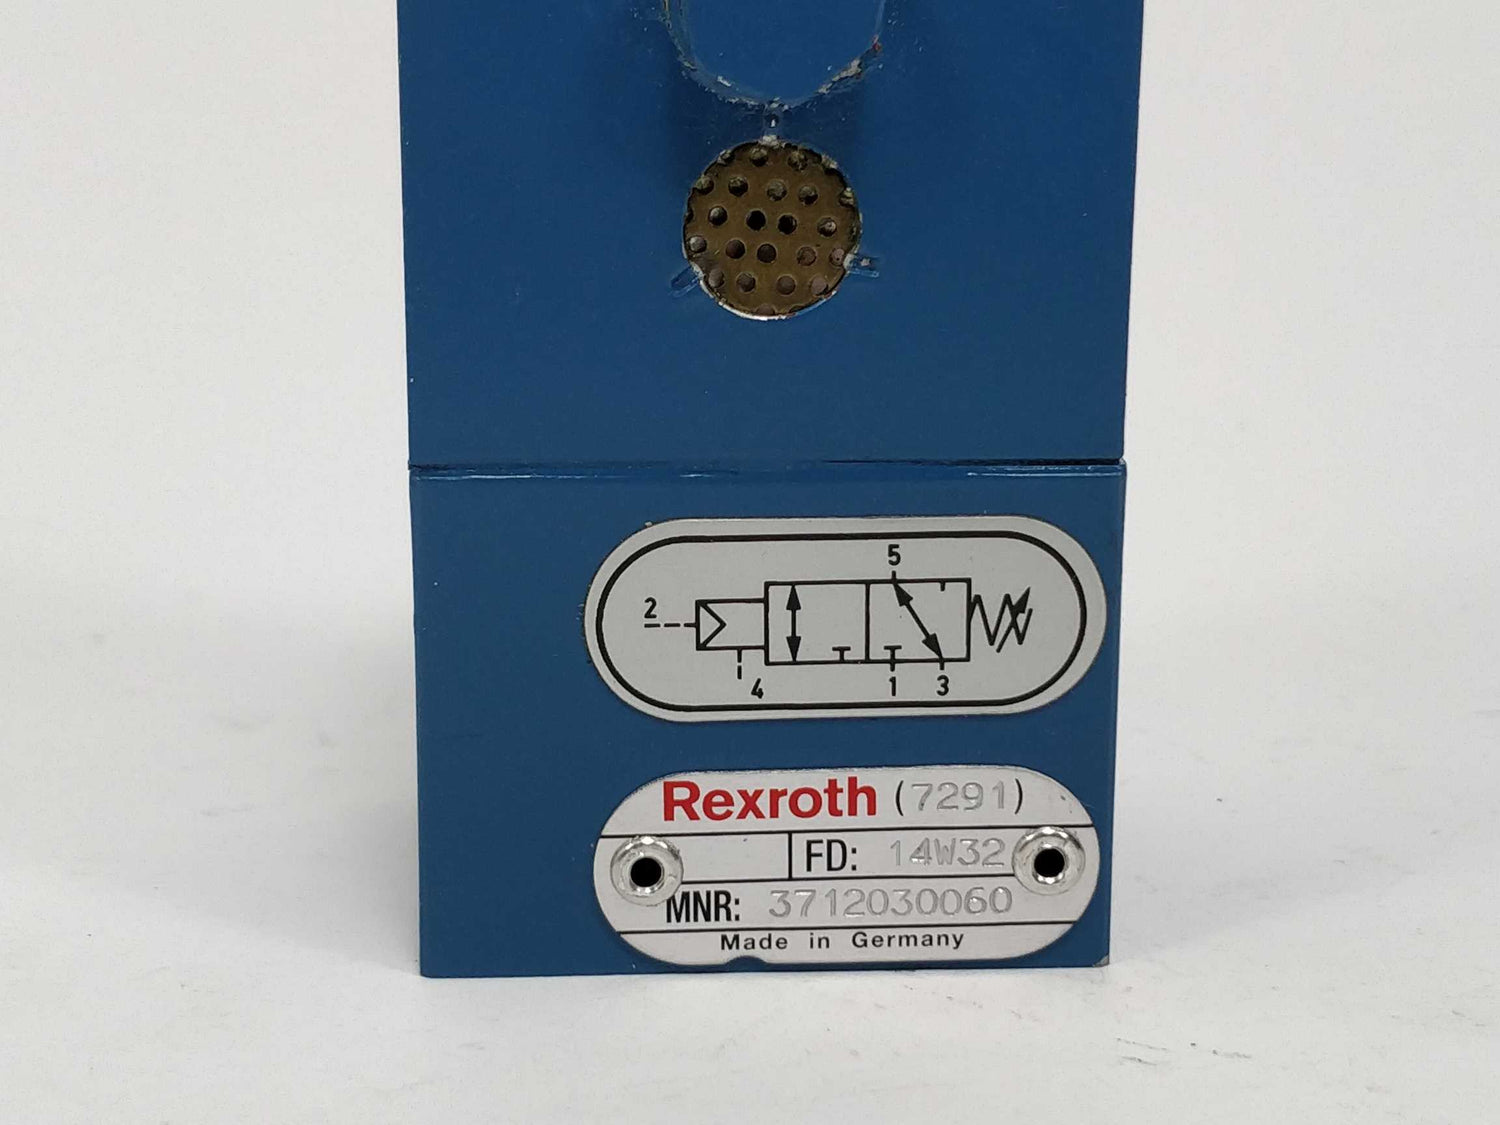 5
2
4 1 3
Rexroth (7291)
FD: 14W32
MNR: 3712030060
Made in Germany